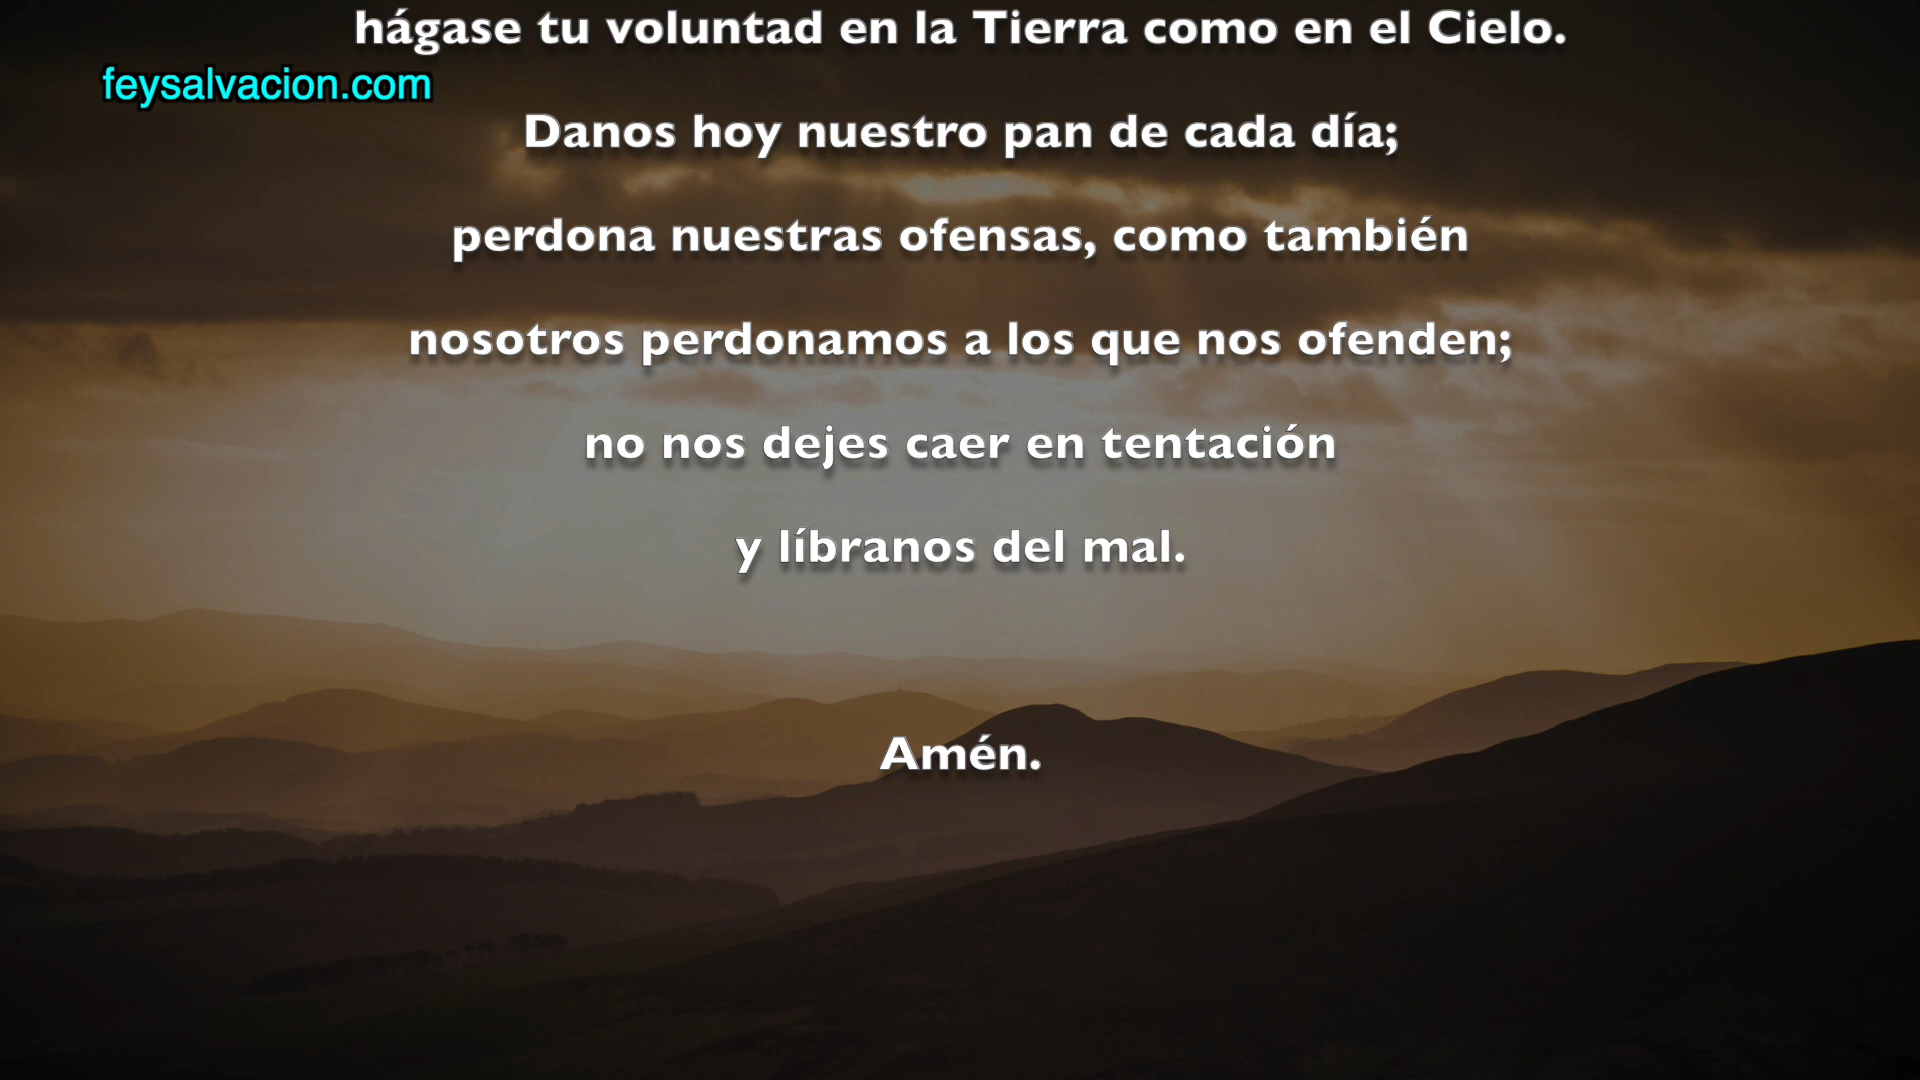 hágase tu voluntad en la Tierra como en el Cielo.
feysalvacion.com
Danos hoy nuestro pan de cada día;
perdona nuestras ofensas, como también
nosotros perdonamos a los que nos ofenden;
no nos dejes caer en tentación
y líbranos del mal.
Amén.